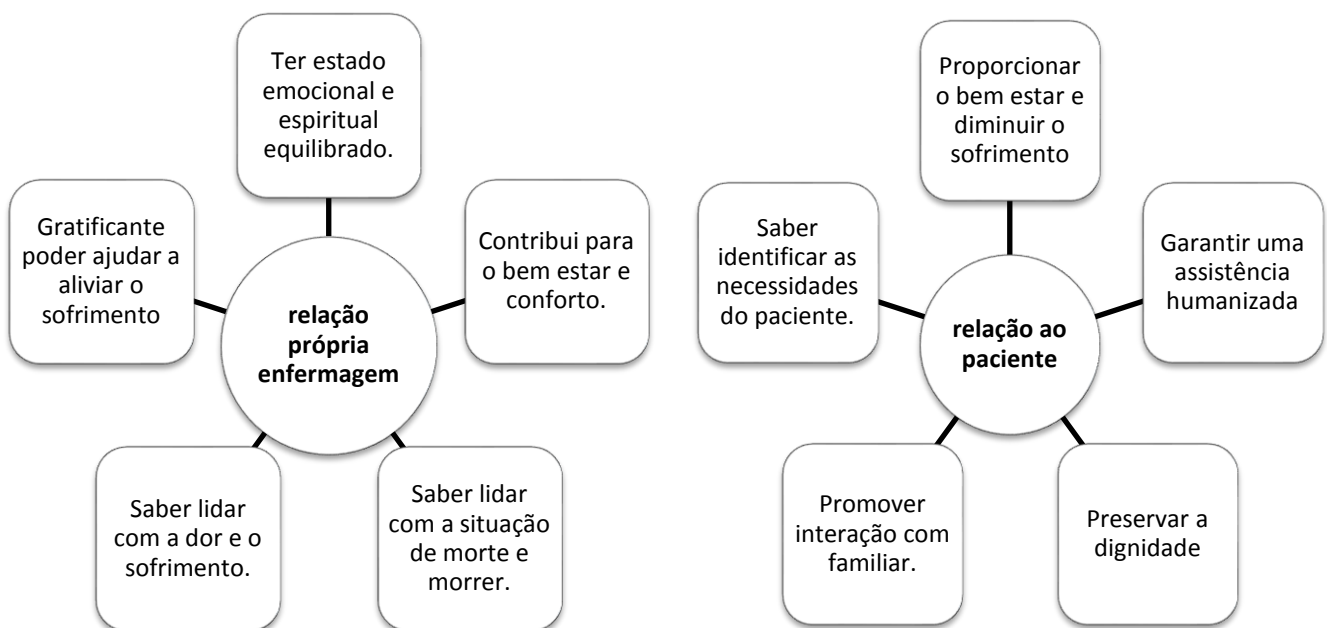 Ter estado
emocional e
espiritual
equilibrado.
Gratificante
poder ajudar a
aliviar o
sofrimento
Contribui para
o bem estar e
conforto.
relação
própria
enfermagem
Saber lidar
com a dor e o
sofrimento.
Saber lidar
com a situação
de morte e
morrer.
Proporcionar
o bem estar e
diminuir o
sofrimento
Saber
identificar as
necessidades
do paciente.
Garantir uma
assistência
humanizada
relação ao
paciente
Promover
interação com
familiar.
Preservar a
dignidade